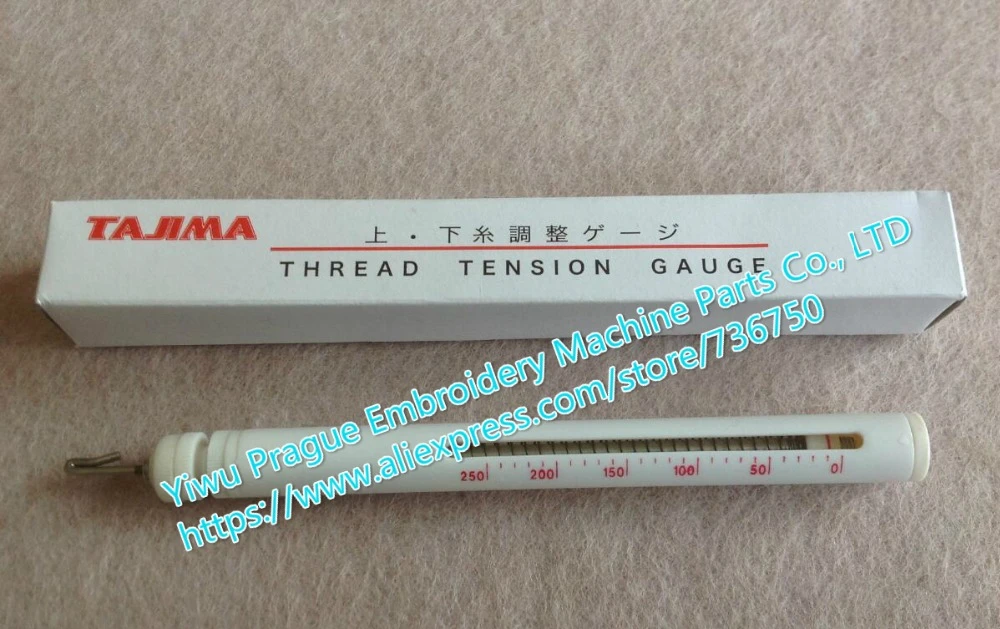 TAJIMA
上・下糸調整ゲージ
THREAD TENSION GAUGE
Yiwu Prague Embroidery Machine Parts Co., LTD
https://www.aliexpress.com/store/736750
250 200 150 100 50 0